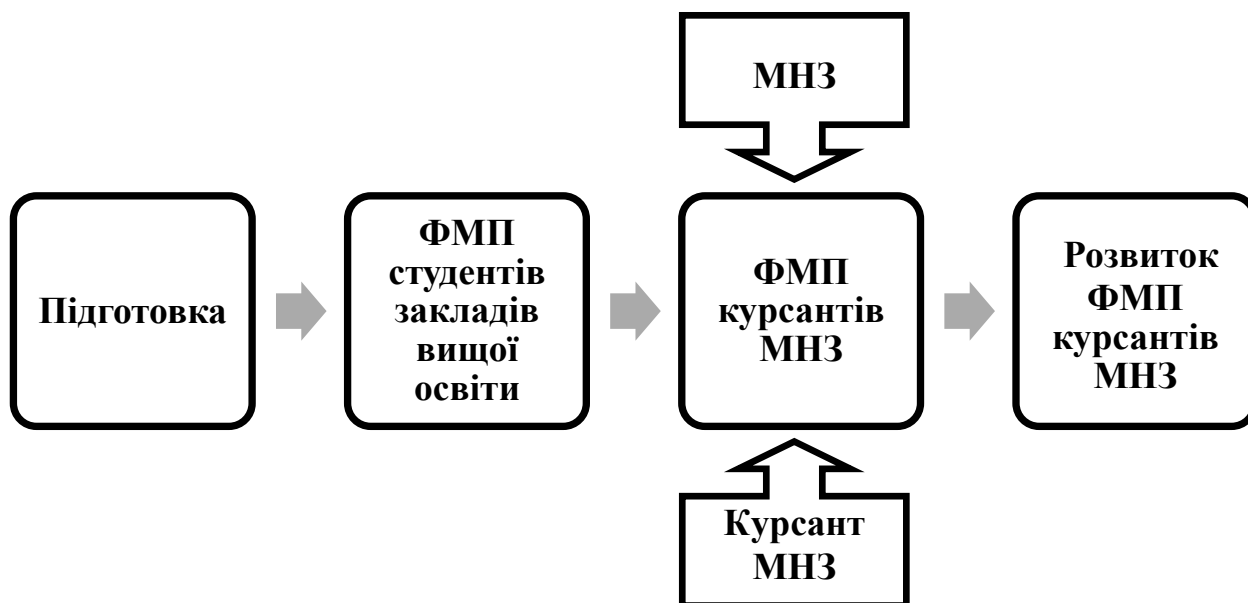 МНЗ
Підготовка
ФМП
студентів
закладів
вищої
освіти
ФМП
курсантів
МНЗ
Розвиток
ФМП
курсантів
МНЗ
Курсант
МНЗ